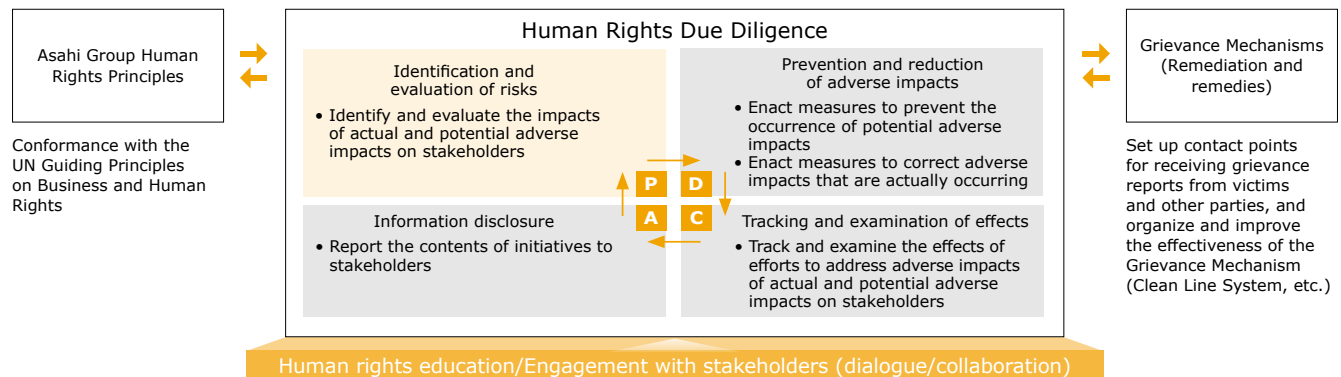 Asahi Group Human
Rights Principles
Conformance with the
UN Guiding Principles
on Business and Human
Rights
Human Rights Due Diligence
Identification and
evaluation of risks
• Identify and evaluate the impacts
of actual and potential adverse
impacts on stakeholders
Prevention and reduction
of adverse impacts
• Enact measures to prevent the
occurrence of potential adverse
impacts
• Enact measures to correct adverse
impacts that are actually occurring
P
D
A
C
Information disclosure
• Report the contents of initiatives to
stakeholders
Tracking and examination of effects
• Track and examine the effects of
efforts to address adverse impacts
of actual and potential adverse
impacts on stakeholders
Grievance Mechanisms
(Remediation and
remedies)
Set up contact points
for receiving grievance
reports from victims
and other parties, and
organize and improve
the effectiveness of the
Grievance Mechanism
(Clean Line System, etc.)
Human rights education/Engagement with stakeholders (dialogue/collaboration)